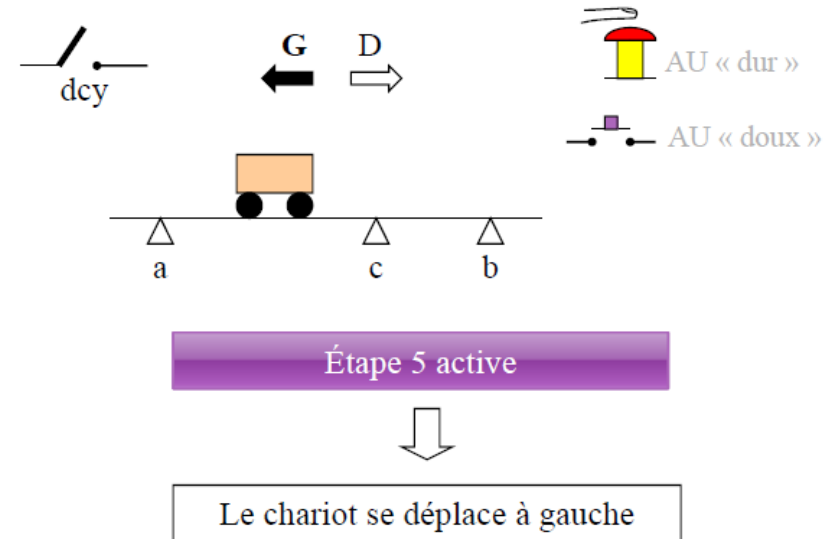 G D
AU « dur »
dcy
AU « doux »
a c b
Étape 5 active
Le chariot se déplace à gauche